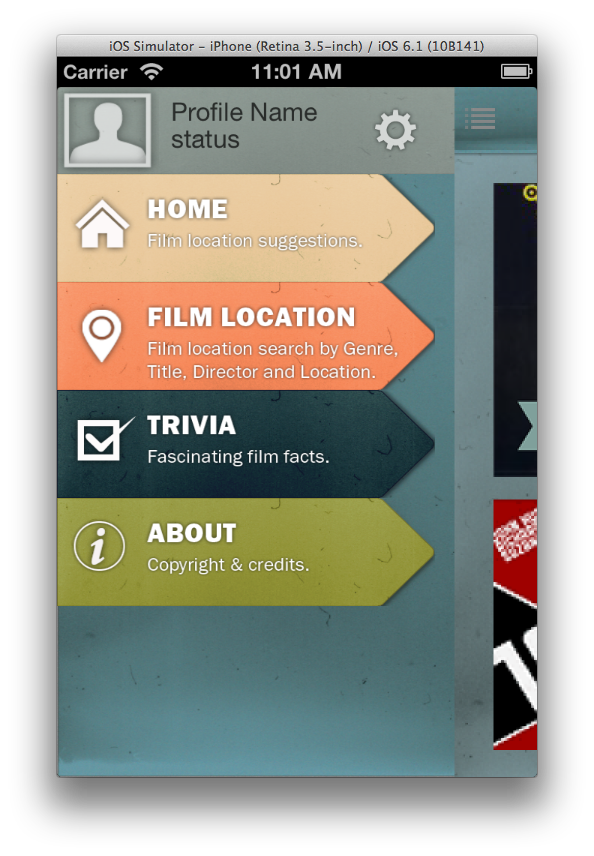 iOS Simulator – iPhone (Retina 3.5–inch) / iOS 6.1 (10B141)
Carrier 11:01 AM
Profile Name
status
HOME
Film location suggestions.
FILM LOCATION
Film location search by Genre,
Title, Director and Location.
TRIVIA
Fascinating film facts.
ABOUT
Copyright & credits.